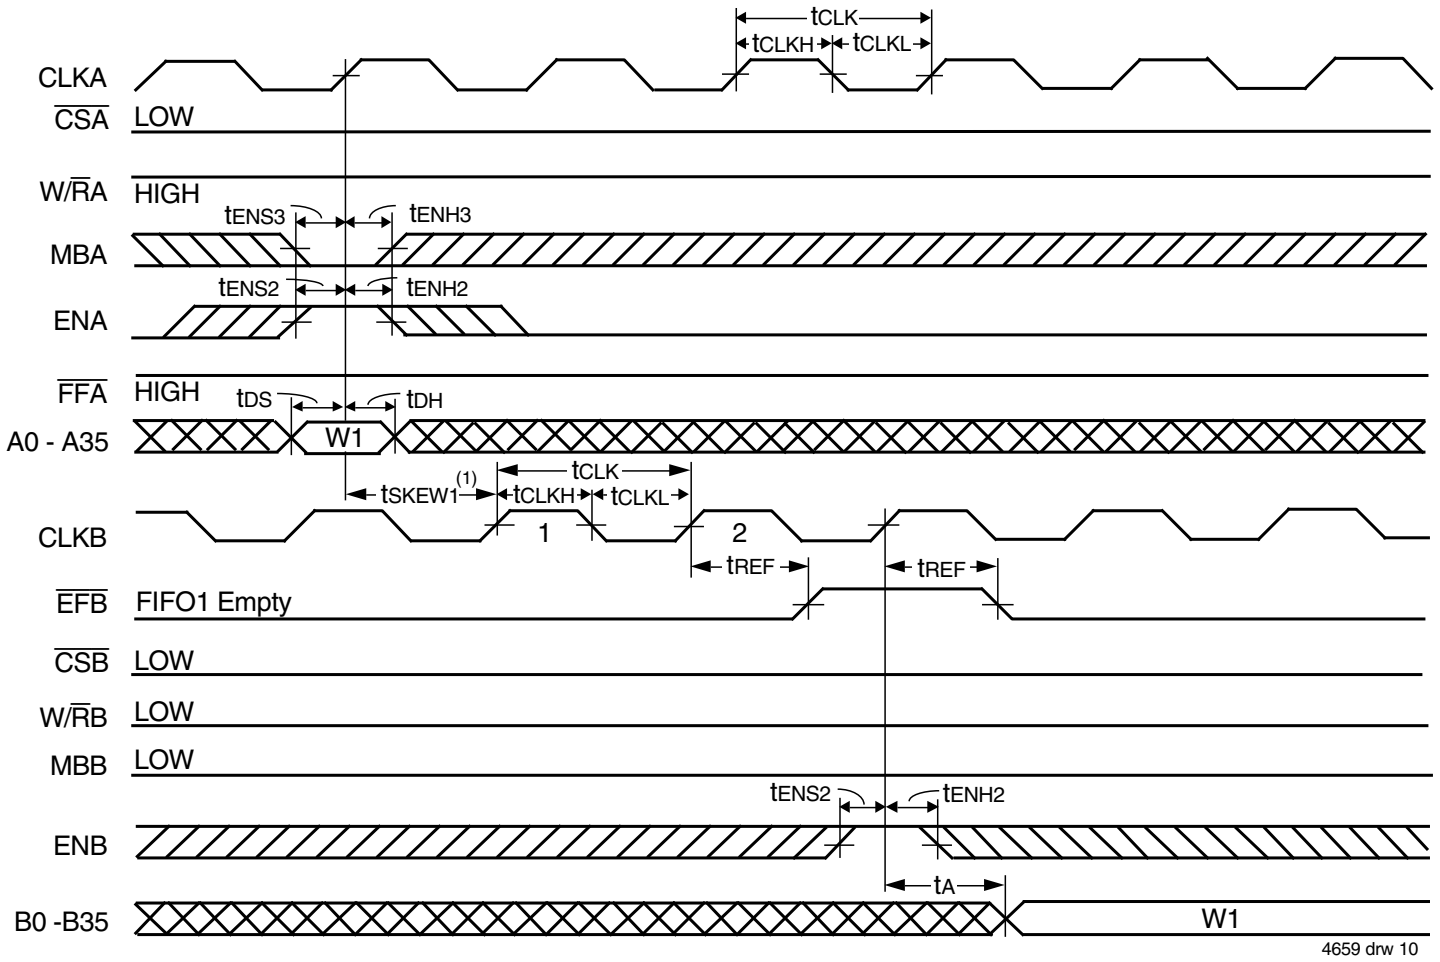 tCLK
tCLKH tCLKL
CLKA
CSA LOW
W/RA HIGH
tENS3 tENH3
MBA
tENS2 tENH2
ENA
FFA HIGH
tDS tDH
A0 - A35 W1
tCLK
tSKEW1(1) tCLKH tCLKL
CLKB 1 2
tREF tREF
EFB FIFO1 Empty
CSB LOW
W/RB LOW
MBB LOW
tENS2 tENH2
ENB
tA
B0 -B35 W1
4659 drw 10